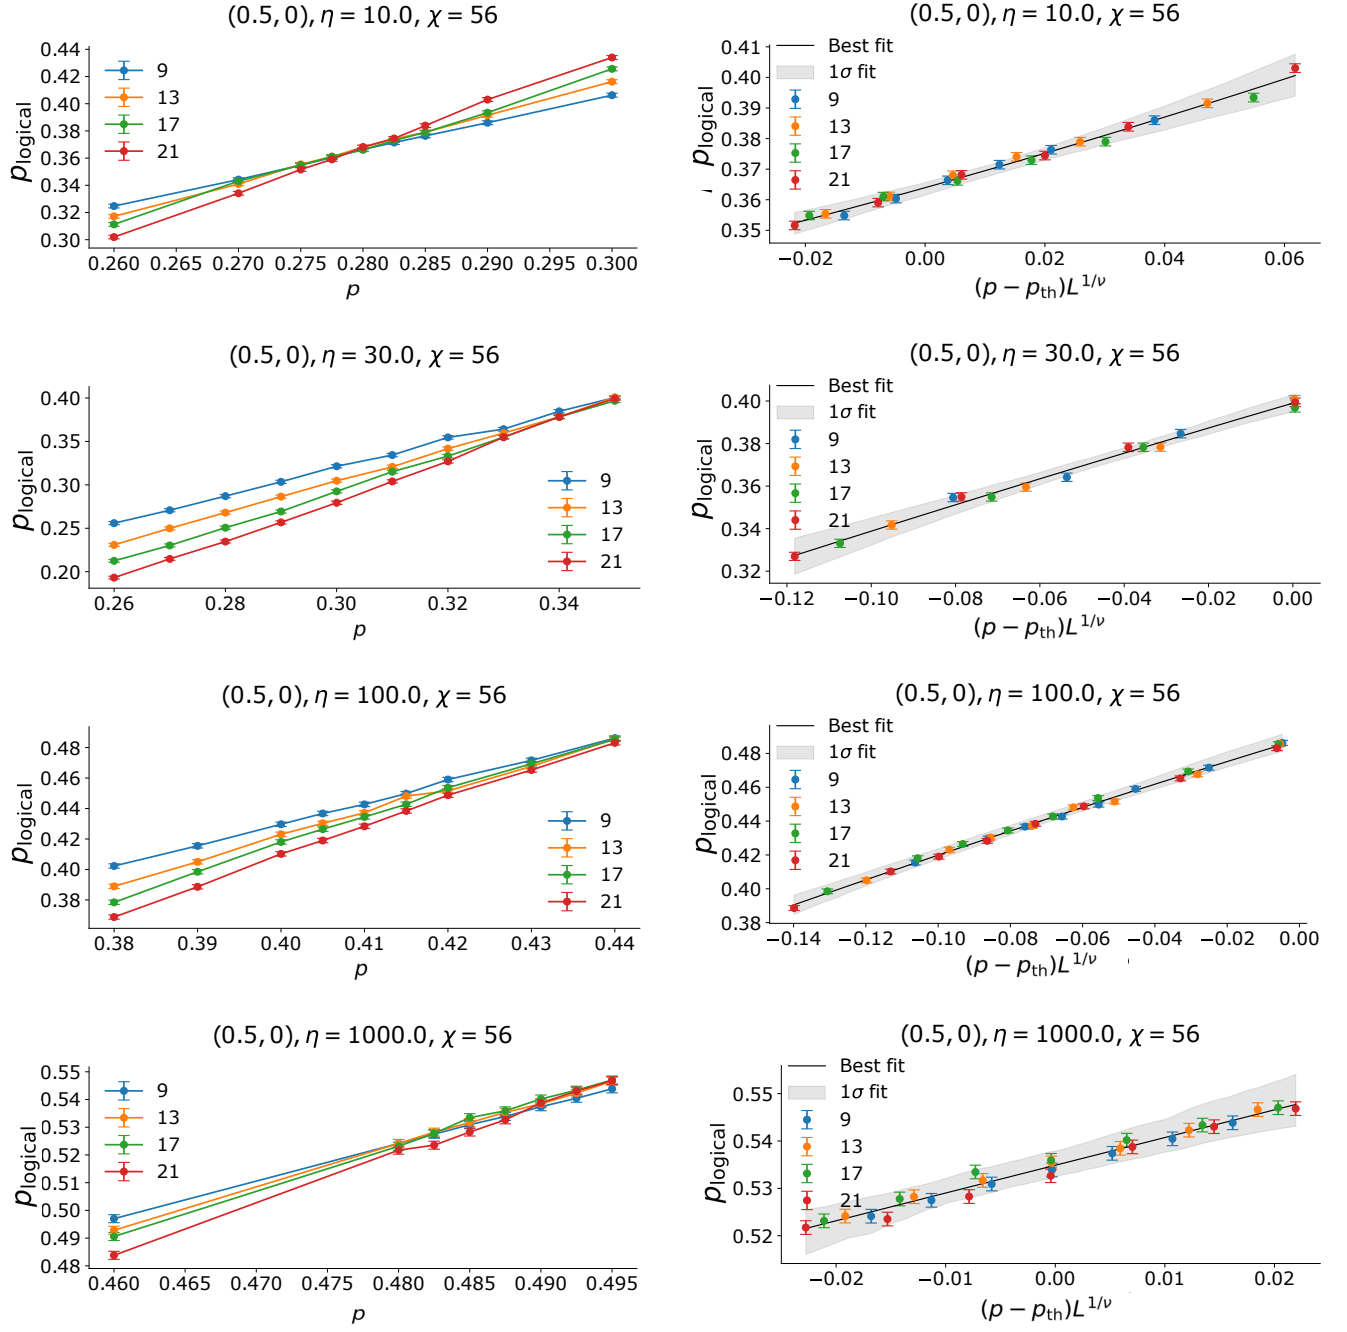 (0.5, 0), η = 10.0, χ = 56
0.44
0.42
0.40
0.38
0.36
0.34
0.32
0.30
p_logical
9
13
17
21
0.260 0.265 0.270 0.275 0.280 0.285 0.290 0.295 0.300
p
(0.5, 0), η = 10.0, χ = 56
0.41
0.40
0.39
0.38
0.37
0.36
0.35
p_logical
Best fit
1σ fit
9
13
17
21
−0.02 0.00 0.02 0.04 0.06
(p − p_th)L^{1/ν}
(0.5, 0), η = 30.0, χ = 56
0.40
0.35
0.30
0.25
0.20
p_logical
9
13
17
21
0.26 0.28 0.30 0.32 0.34
p
(0.5, 0), η = 30.0, χ = 56
0.40
0.38
0.36
0.34
0.32
p_logical
Best fit
1σ fit
9
13
17
21
−0.12 −0.10 −0.08 −0.06 −0.04 −0.02 0.00
(p − p_th)L^{1/ν}
(0.5, 0), η = 100.0, χ = 56
0.48
0.46
0.44
0.42
0.40
0.38
p_logical
9
13
17
21
0.38 0.39 0.40 0.41 0.42 0.43 0.44
p
(0.5, 0), η = 100.0, χ = 56
0.48
0.46
0.44
0.42
0.40
0.38
p_logical
Best fit
1σ fit
9
13
17
21
−0.14 −0.12 −0.10 −0.08 −0.06 −0.04 −0.02 0.00
(p − p_th)L^{1/ν}
(0.5, 0), η = 1000.0, χ = 56
0.55
0.54
0.53
0.52
0.51
0.50
0.49
0.48
p_logical
9
13
17
21
0.460 0.465 0.470 0.475 0.480 0.485 0.490 0.495
p
(0.5, 0), η = 1000.0, χ = 56
0.55
0.54
0.53
0.52
p_logical
Best fit
1σ fit
9
13
17
21
−0.02 −0.01 0.00 0.01 0.02
(p − p_th)L^{1/ν}